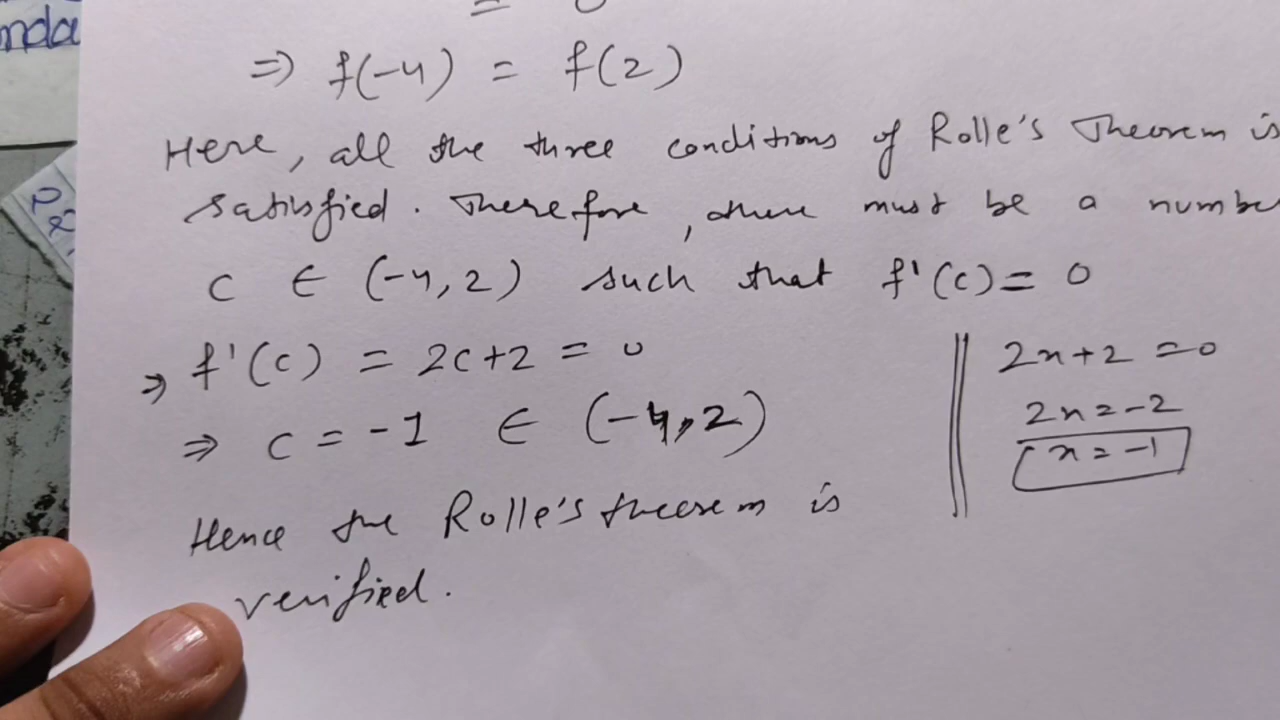 nda
= 0
⇒ f(-4) = f(2)
Here, all the three conditions of Rolle's Theorem is
satisfied. Therefore, there must be a number
c ∈ (-4, 2) such that f'(c) = 0
⇒ f'(c) = 2c+2 = 0
⇒ c = -1 ∈ (-4, 2)
2x+2 = 0
2x = -2
x = -1
Hence the Rolle's theorem is
verified.